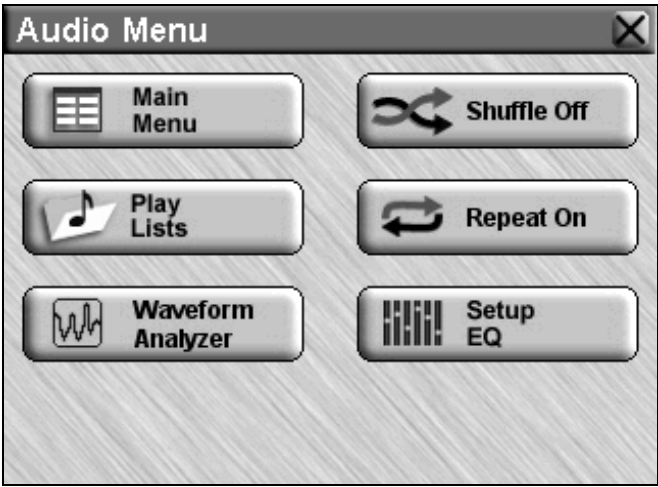 Audio Menu
Main
Menu
Shuffle Off
Play
Lists
Repeat On
Waveform
Analyzer
Setup
EQ